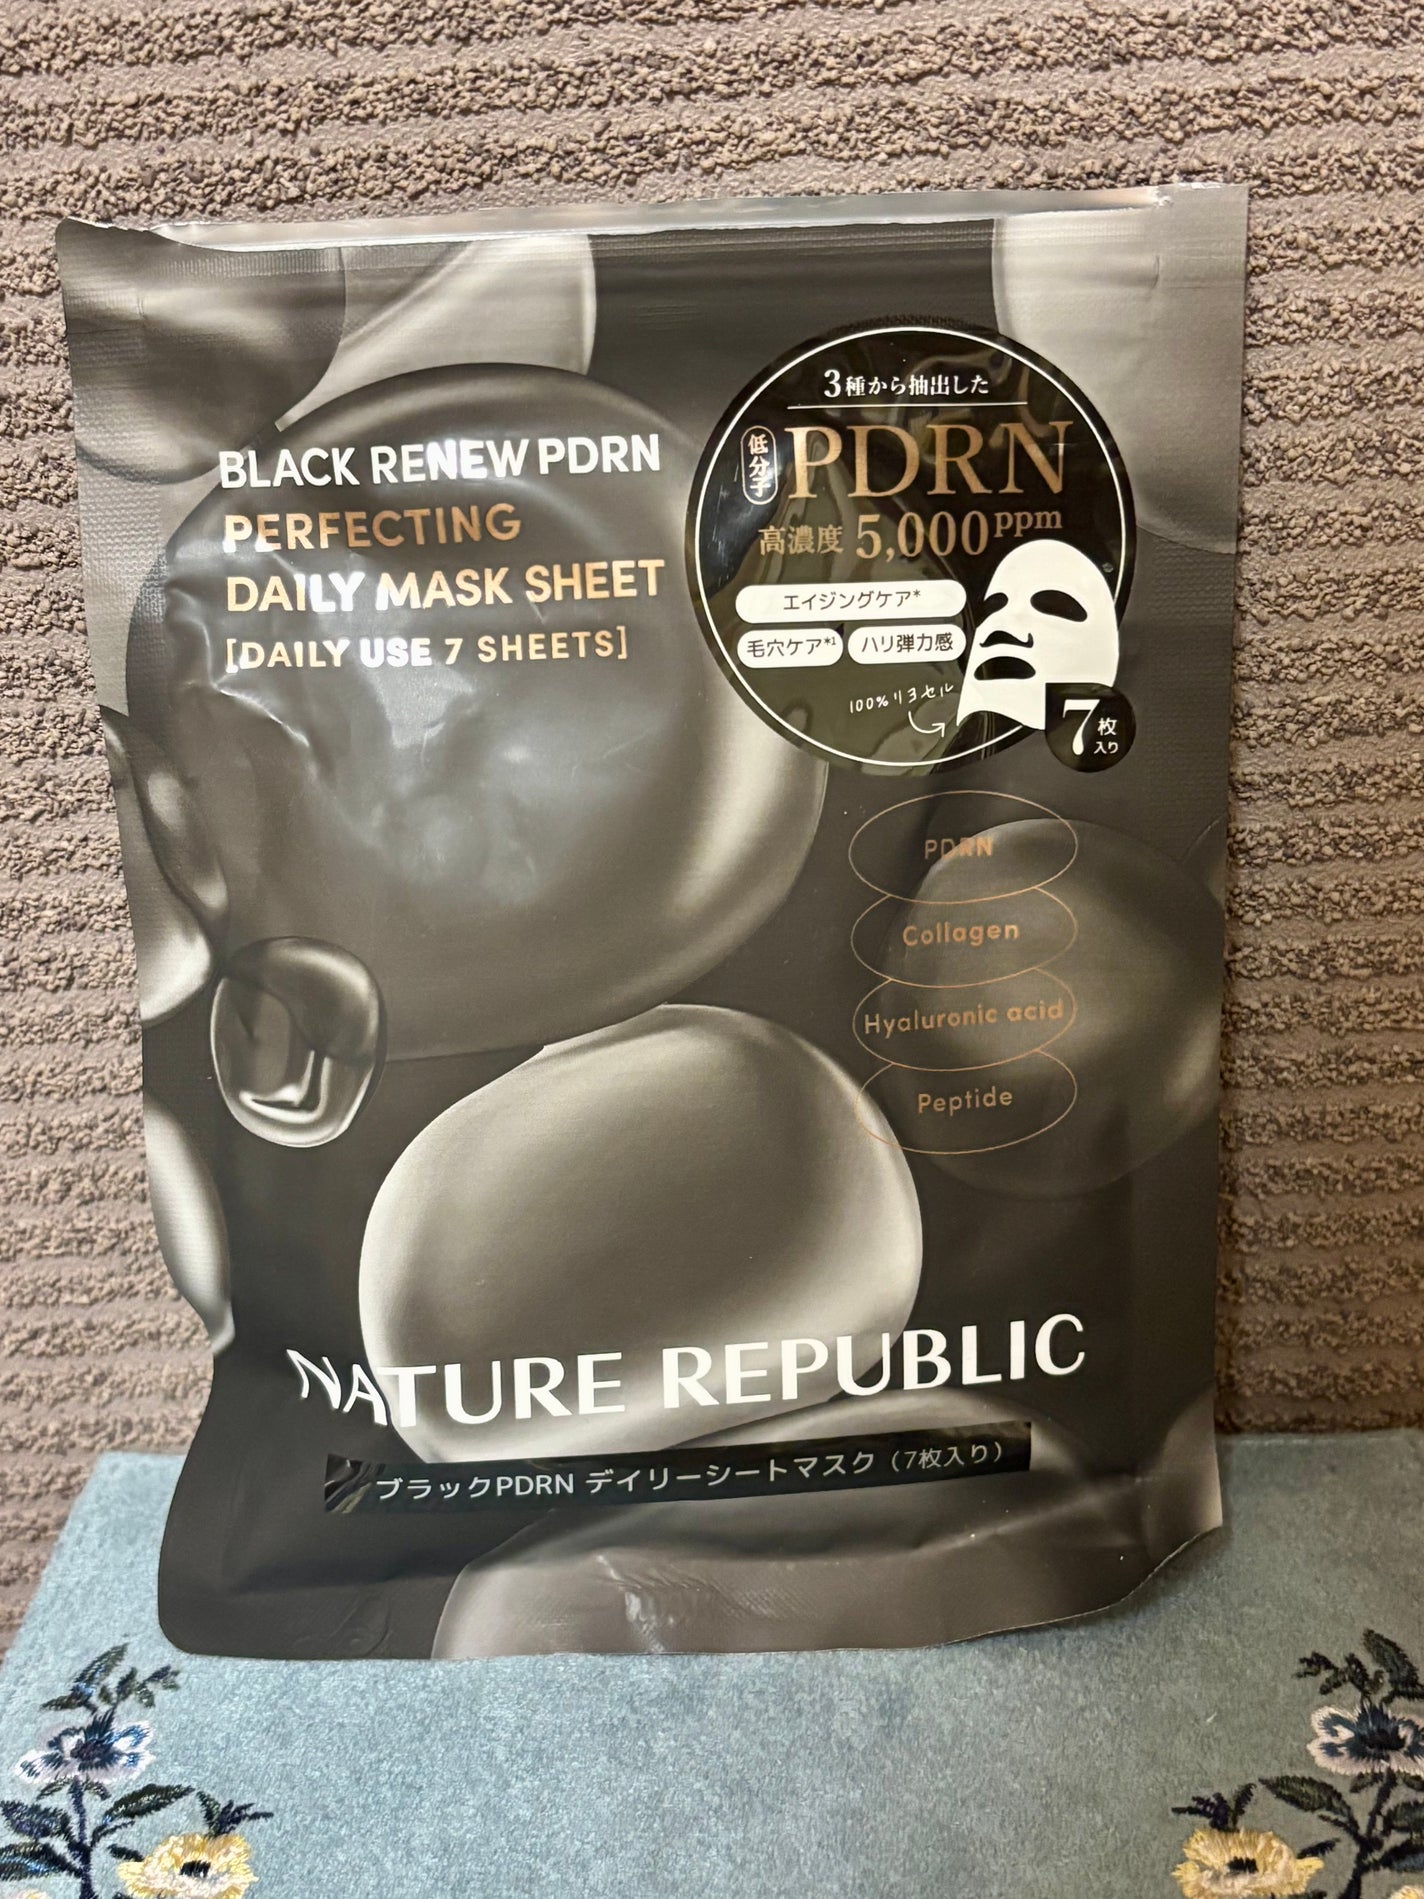 BLACK RENEW PDRN
PERFECTING
DAILY MASK SHEET
[DAILY USE 7 SHEETS]
3種から抽出した
低分子 PDRN
高濃度 5,000ppm
エイジングケア*
毛穴ケア*1 ハリ弾力感
100%リヨセル
7枚入り
PDRN
Collagen
Hyaluronic acid
Peptide
NATURE REPUBLIC
ブラックPDRN デイリーシートマスク（7枚入り）